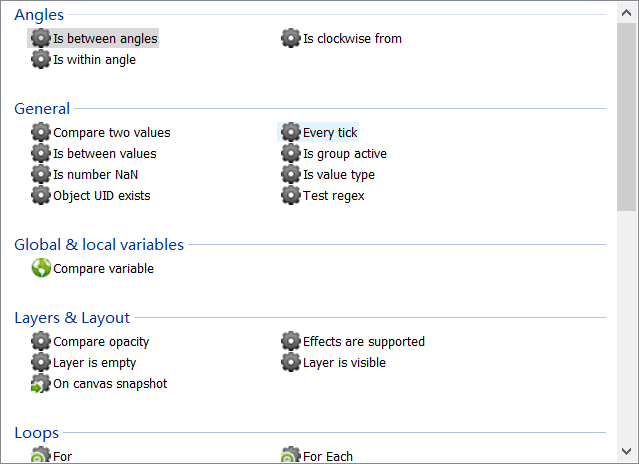 Angles
Is between angles Is clockwise from
Is within angle
General
Compare two values Every tick
Is between values Is group active
Is number NaN Is value type
Object UID exists Test regex
Global & local variables
Compare variable
Layers & Layout
Compare opacity Effects are supported
Layer is empty Layer is visible
On canvas snapshot
Loops
For For Each